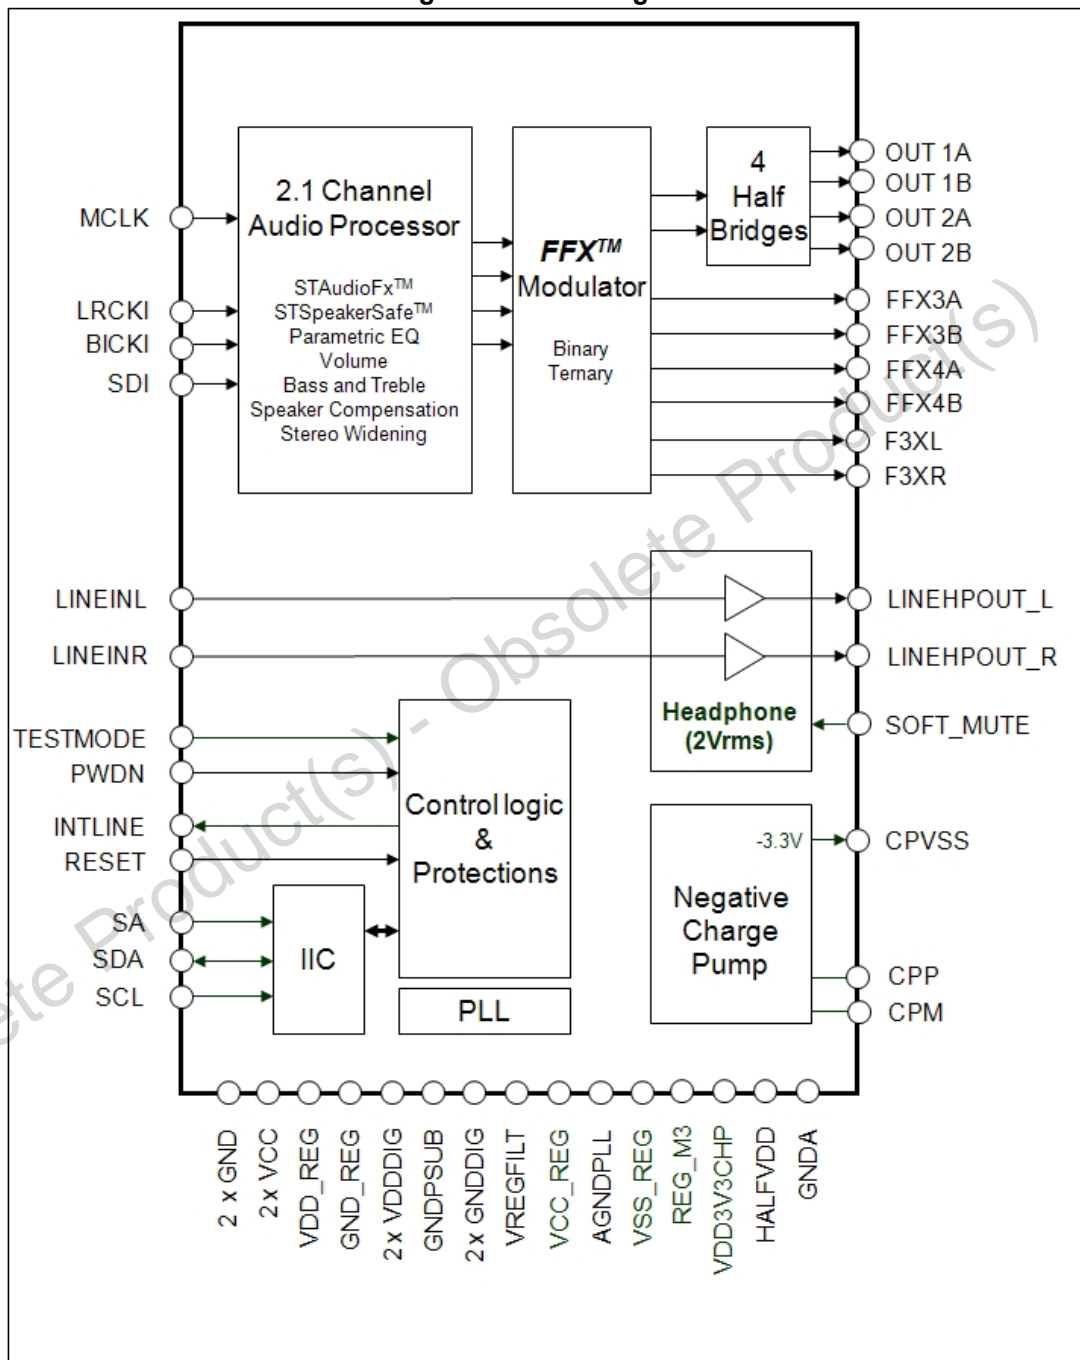 2.1 Channel
Audio Processor
STAudioFx™
STSpeakerSafe™
Parametric EQ
Volume
Bass and Treble
Speaker Compensation
Stereo Widening
FFX™
Modulator
Binary
Ternary
4
Half
Bridges
MCLK
LRCKI
BICKI
SDI
OUT 1A
OUT 1B
OUT 2A
OUT 2B
FFX3A
FFX3B
FFX4A
FFX4B
F3XL
F3XR
LINEINL
LINEINR
LINEHPOUT_L
LINEHPOUT_R
Headphone
(2Vrms)
SOFT_MUTE
TESTMODE
PWDN
INTLINE
RESET
SA
SDA
SCL
Control logic
&
Protections
IIC
PLL
-3.3V
Negative
Charge
Pump
CPVSS
CPP
CPM
2 x GND
2 x VCC
VDD_REG
GND_REG
2 x VDDDIG
GNDPSUB
2 x GNDDIG
VREGFILT
VCC_REG
AGNDPLL
VSS_REG
REG_M3
VDD3V3CHP
HALFVDD
GNDA
ete Product(s) - Obsolete Product(s)